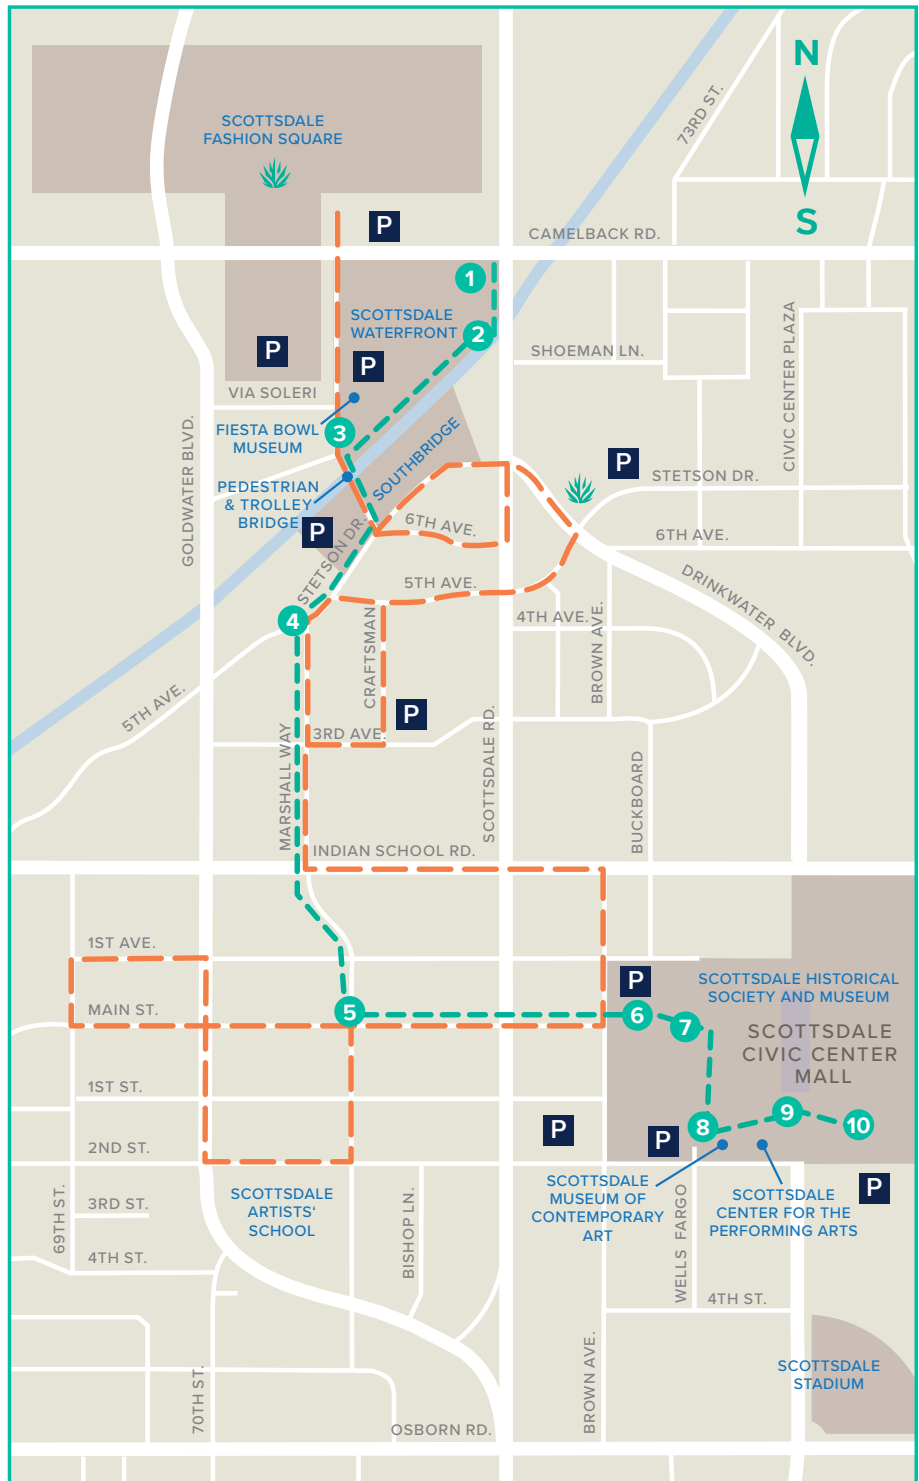 N
S
SCOTTSDALE
FASHION SQUARE
73RD ST.
P
CAMELBACK RD.
1
SCOTTSDALE
WATERFRONT
2
P
P
SHOEMAN LN.
CIVIC CENTER PLAZA
VIA SOLERI
GOLDWATER BLVD.
FIESTA BOWL
MUSEUM
3
SOUTHBRIDGE
P
STETSON DR.
PEDESTRIAN
& TROLLEY
BRIDGE
P
STETSON DR.
6TH AVE.
6TH AVE.
5TH AVE.
DRINKWATER BLVD.
4
CRAFTSMAN
4TH AVE.
BROWN AVE.
5TH AVE.
P
3RD AVE.
MARSHALL WAY
SCOTTSDALE RD.
BUCKBOARD
INDIAN SCHOOL RD.
1ST AVE.
P
SCOTTSDALE HISTORICAL
SOCIETY AND MUSEUM
MAIN ST.
5
6
7
SCOTTSDALE
CIVIC CENTER
MALL
1ST ST.
P
P
8
9
10
2ND ST.
SCOTTSDALE
ARTISTS'
SCHOOL
SCOTTSDALE
MUSEUM OF
CONTEMPORARY
ART
SCOTTSDALE
CENTER FOR THE
PERFORMING ARTS
P
69TH ST.
3RD ST.
BISHOP LN.
WELLS FARGO
4TH ST.
4TH ST.
70TH ST.
BROWN AVE.
SCOTTSDALE
STADIUM
OSBORN RD.